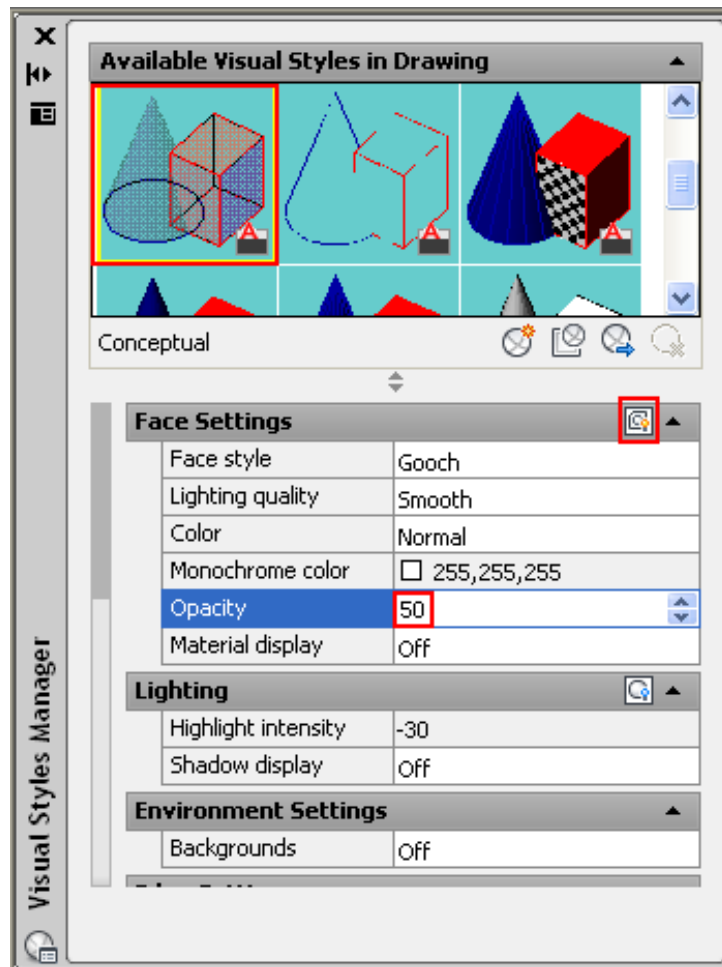 Available Visual Styles in Drawing
Conceptual
Face Settings
Face style Gooch
Lighting quality Smooth
Color Normal
Monochrome color 255,255,255
Opacity 50
Material display Off
Lighting
Highlight intensity -30
Shadow display Off
Environment Settings
Backgrounds Off
Visual Styles Manager